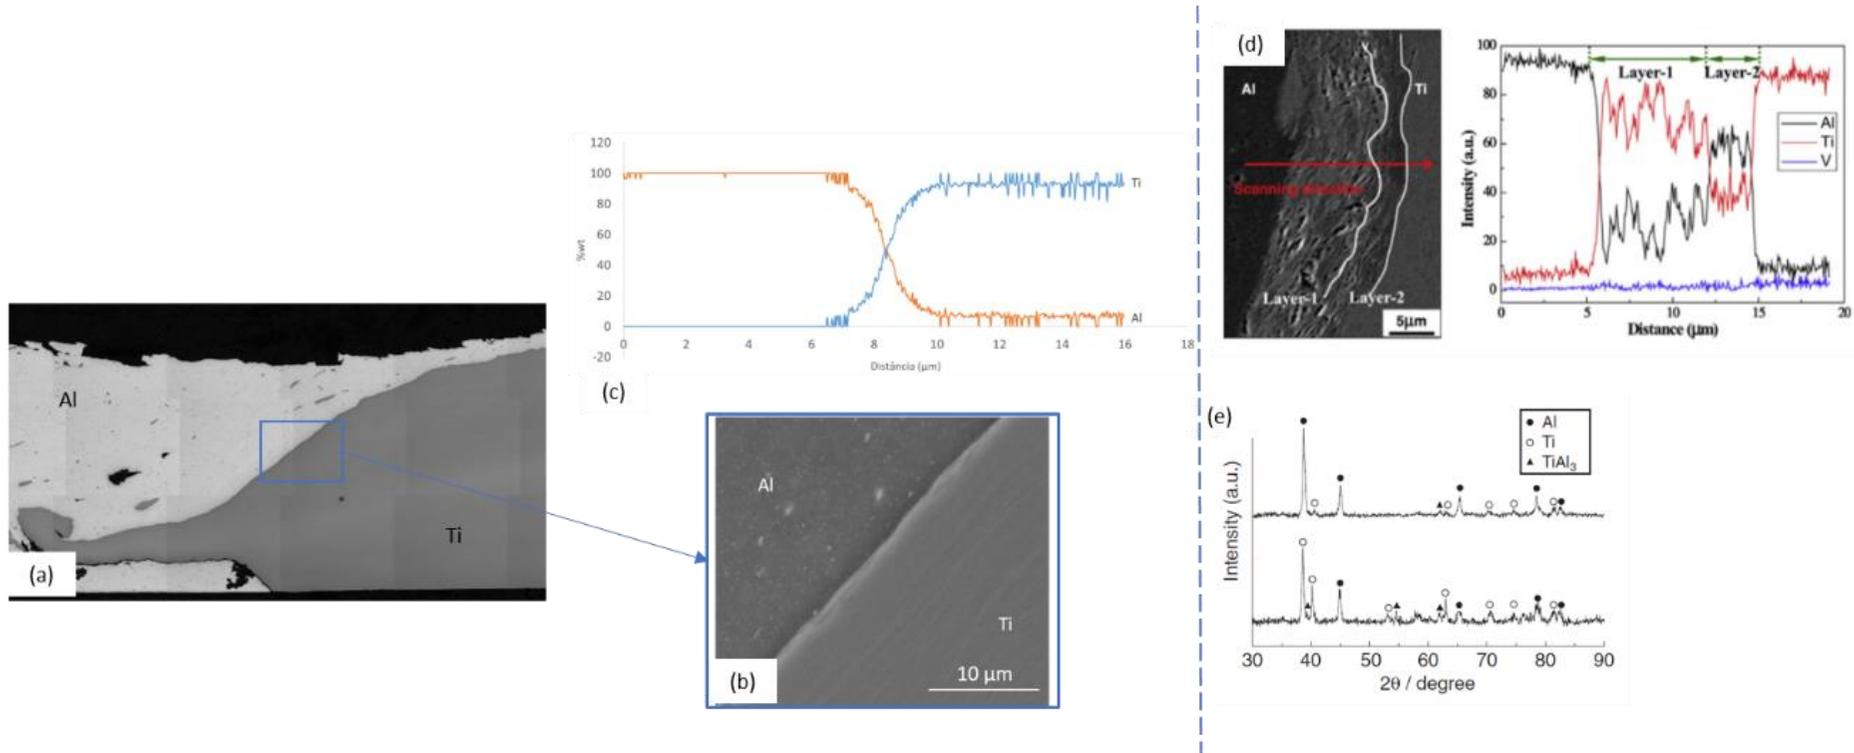 Al
Ti
(a)
120
100
80
60
40
20
0
-20
%wt
0 2 4 6 8 10 12 14 16 18
Distância (µm)
Ti
Al
(c)
Al
Ti
10 µm
(b)
(d)
Al
Ti
Scanning direction
Layer-1 Layer-2
5µm
100
80
60
40
20
0
Intensity (a.u.)
Layer-1 Layer-2
Al
Ti
V
0 5 10 15 20
Distance (µm)
(e)
Al
Ti
TiAl₃
Intensity (a.u.)
30 40 50 60 70 80 90
2θ / degree